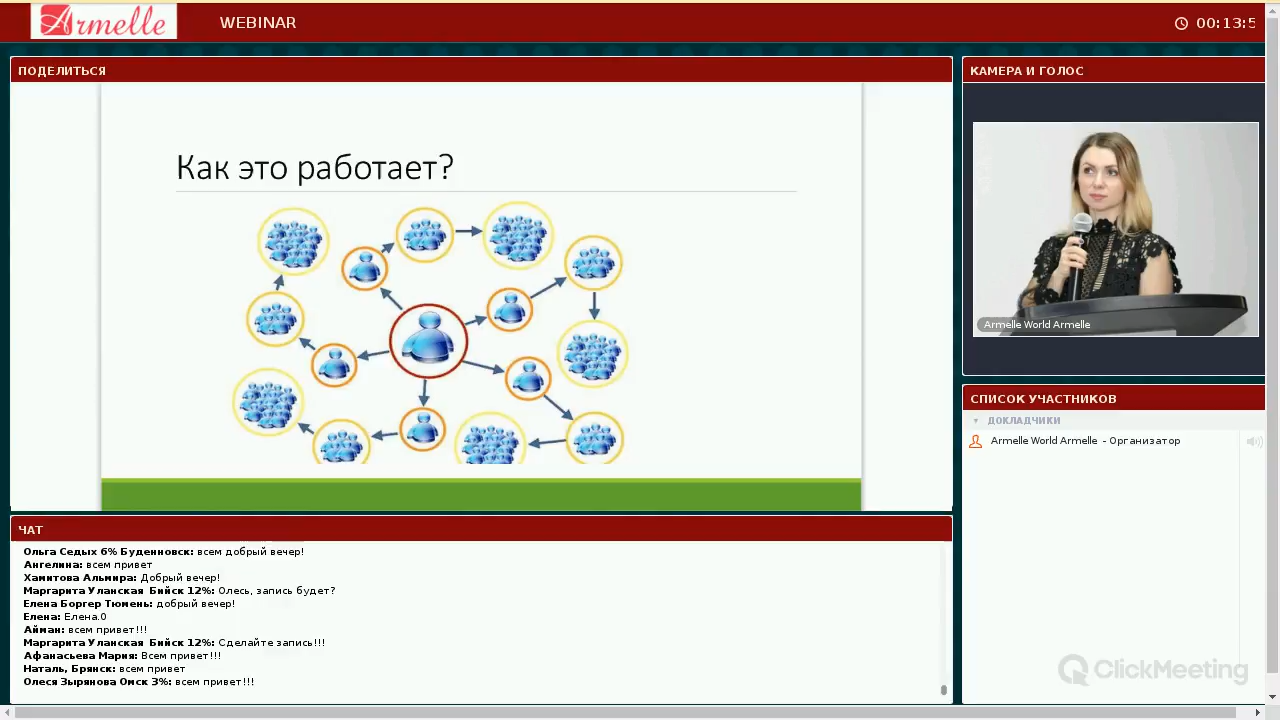 Armelle
WEBINAR
00:13:5
ПОДЕЛИТЬСЯ
КАМЕРА И ГОЛОС
Как это работает?
Armelle World Armelle
СПИСОК УЧАСТНИКОВ
ДОКЛАДЧИКИ
Armelle World Armelle - Организатор
ЧАТ
Ольга Седых 6% Буденновск: всем добрый вечер!
Ангелина: всем привет
Хамитова Альмира: Добрый вечер!
Маргарита Уланская Бийск 12%: Олесь, запись будет?
Елена Боргер Тюмень: добрый вечер!
Елена: Елена.0
Айман: всем привет!!!
Маргарита Уланская Бийск 12%: Сделайте запись!!!
Афанасьева Мария: Всем привет!!!
Наталь, Брянск: всем привет
Олеся Зырянова Омск 3%: всем привет!!!
ClickMeeting